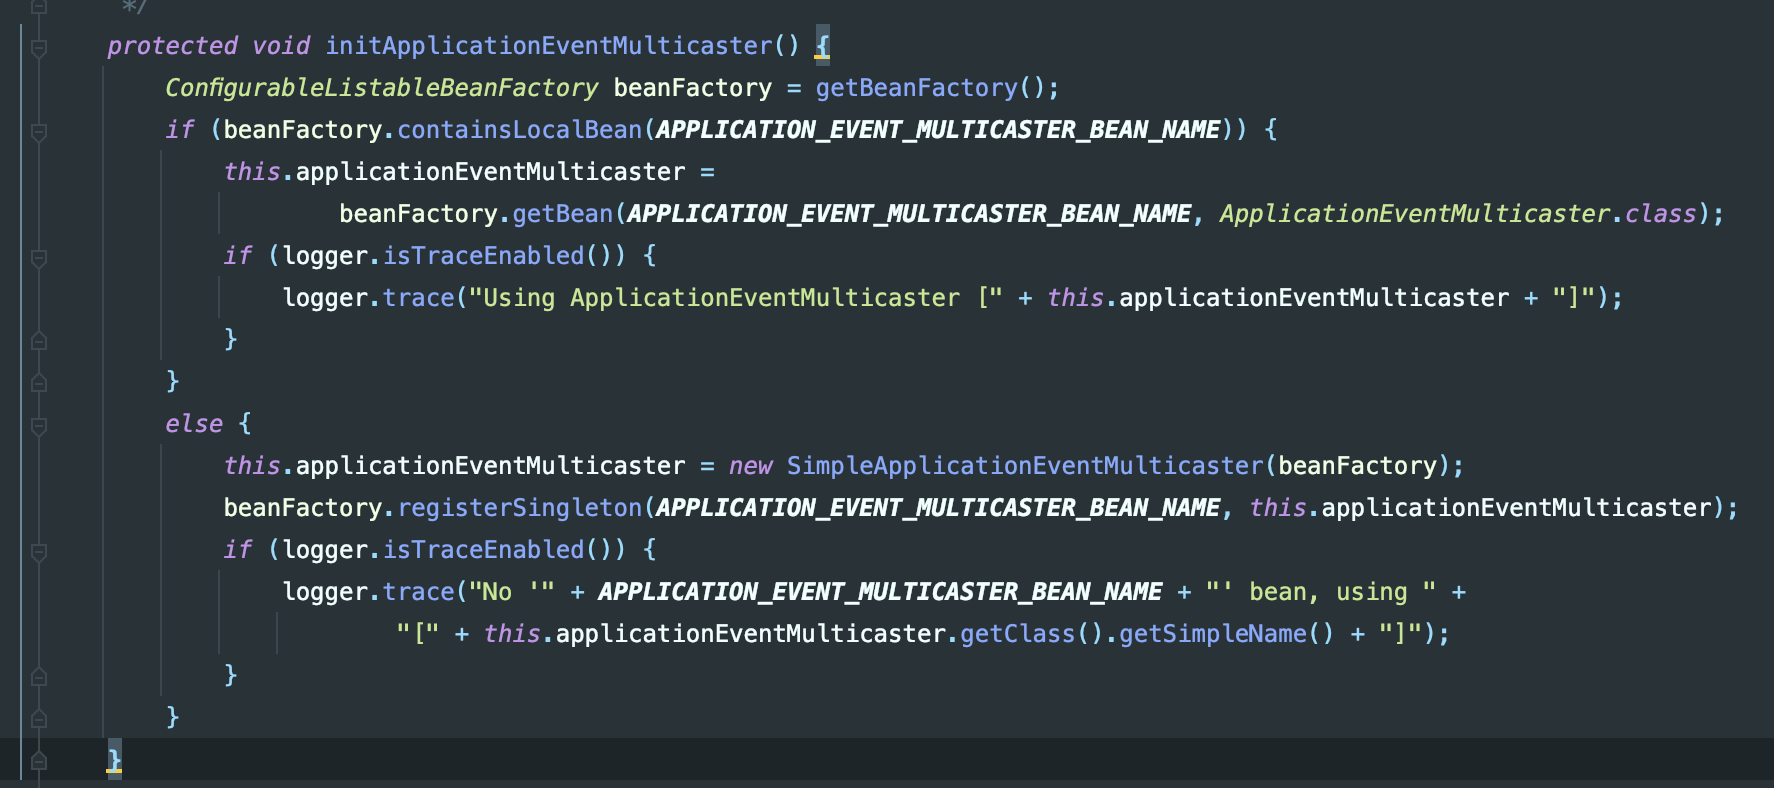 */
protected void initApplicationEventMulticaster() {
ConfigurableListableBeanFactory beanFactory = getBeanFactory();
if (beanFactory.containsLocalBean(APPLICATION_EVENT_MULTICASTER_BEAN_NAME)) {
this.applicationEventMulticaster =
beanFactory.getBean(APPLICATION_EVENT_MULTICASTER_BEAN_NAME, ApplicationEventMulticaster.class);
if (logger.isTraceEnabled()) {
logger.trace("Using ApplicationEventMulticaster [" + this.applicationEventMulticaster + "]");
}
}
else {
this.applicationEventMulticaster = new SimpleApplicationEventMulticaster(beanFactory);
beanFactory.registerSingleton(APPLICATION_EVENT_MULTICASTER_BEAN_NAME, this.applicationEventMulticaster);
if (logger.isTraceEnabled()) {
logger.trace("No '" + APPLICATION_EVENT_MULTICASTER_BEAN_NAME + "' bean, using " +
"[" + this.applicationEventMulticaster.getClass().getSimpleName() + "]");
}
}
}